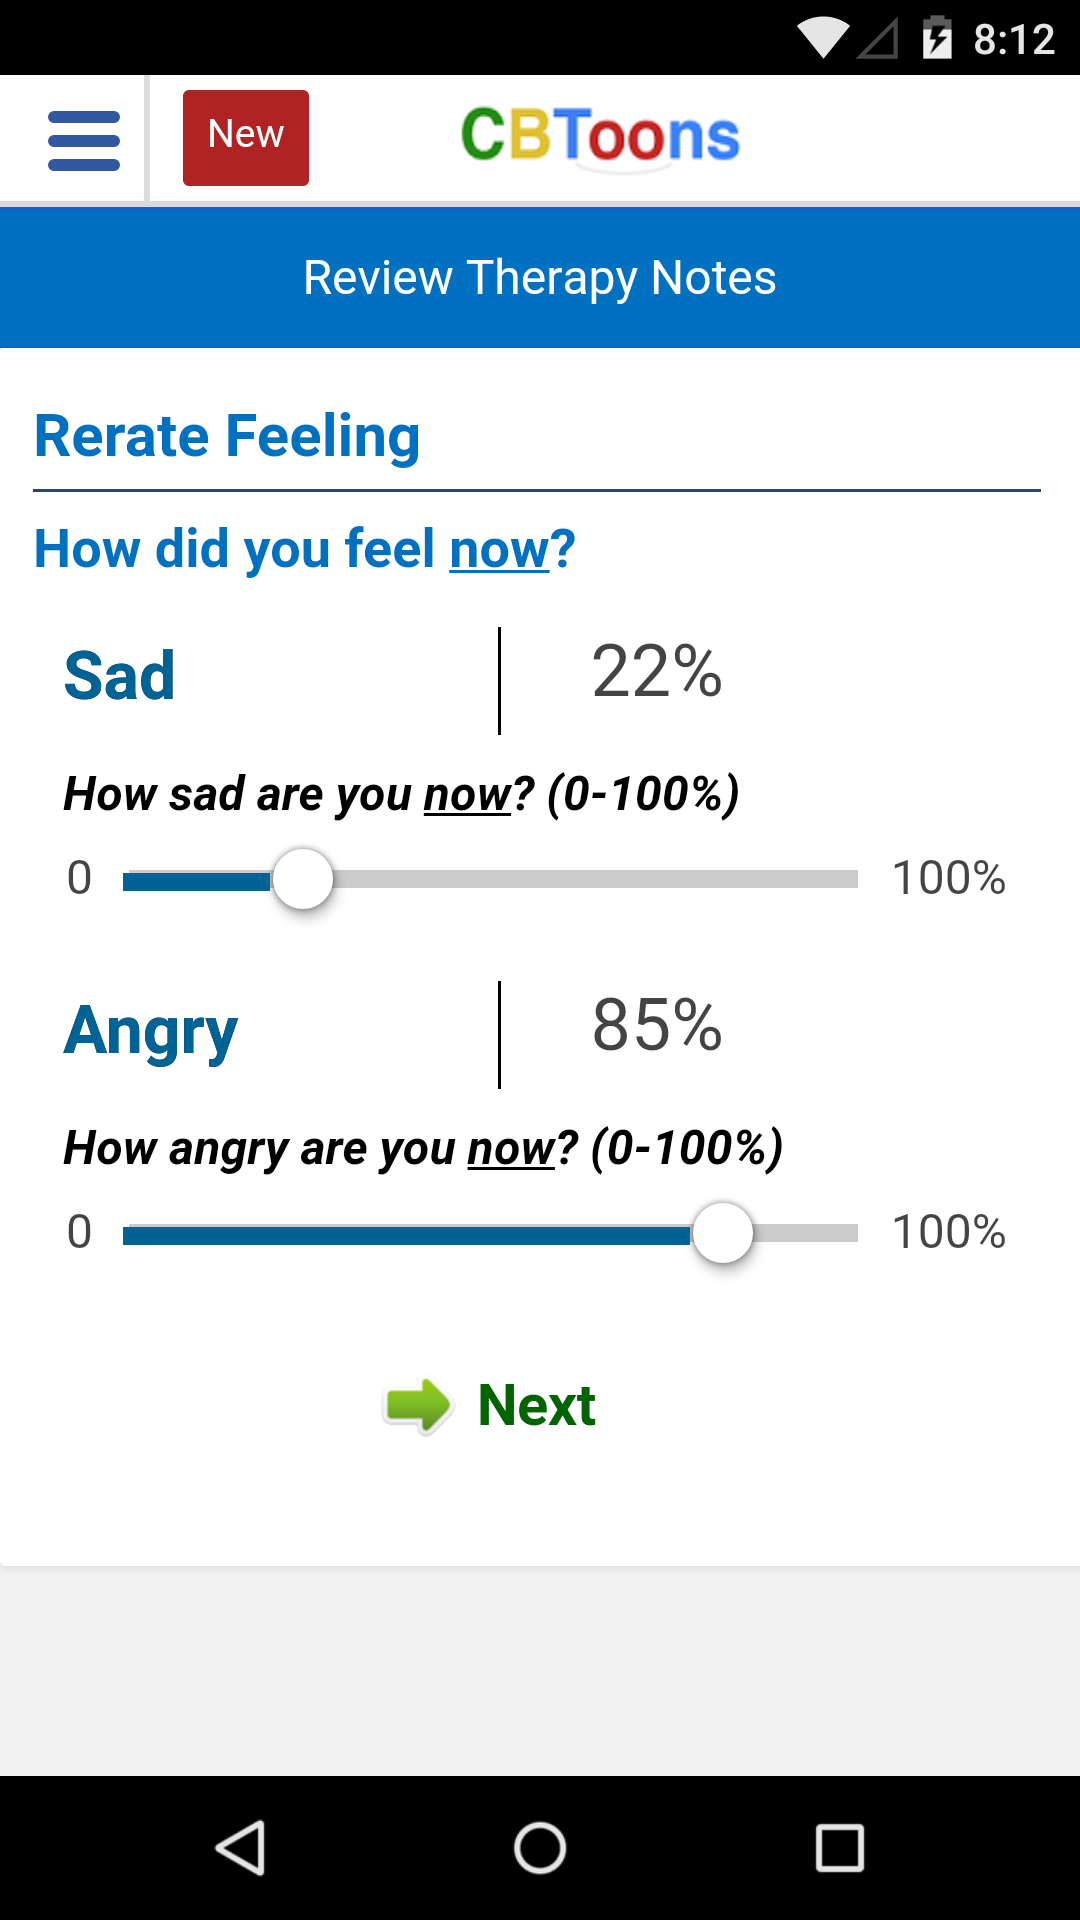 8:12
New
CBToons
Review Therapy Notes
Rerate Feeling
How did you feel now?
Sad
22%
How sad are you now? (0-100%)
0
100%
Angry
85%
How angry are you now? (0-100%)
0
100%
Next